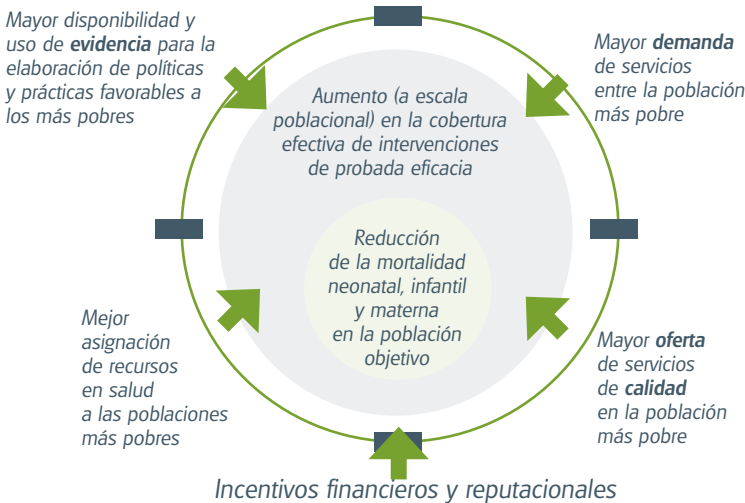 Mayor disponibilidad y
uso de evidencia para la
elaboración de políticas
y prácticas favorables a
los más pobres
Mayor demanda
de servicios
entre la población
más pobre
Aumento (a escala
poblacional) en la cobertura
efectiva de intervenciones
de probada eficacia
Reducción
de la mortalidad
neonatal, infantil
y materna
en la población
objetivo
Mejor
asignación
de recursos
en salud
a las poblaciones
más pobres
Mayor oferta
de servicios
de calidad
en la población
más pobre
Incentivos financieros y reputacionales